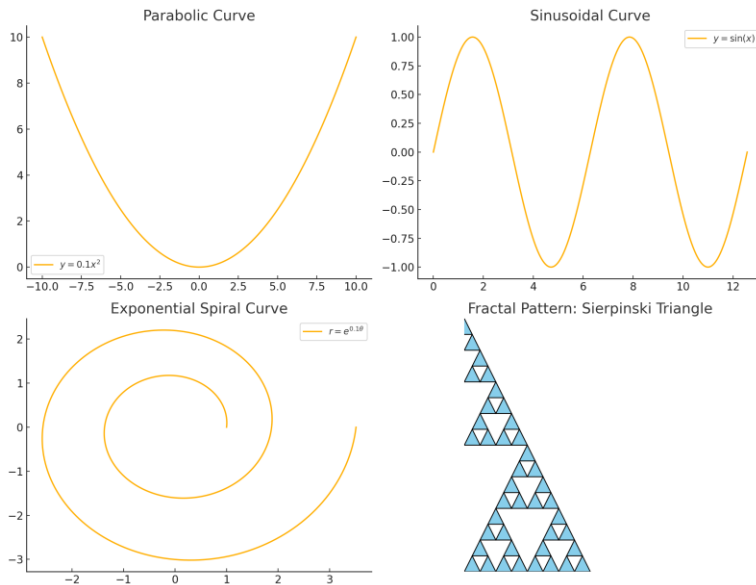 Parabolic Curve
10
8
6
4
2
0
y = 0.1x²
−10.0 −7.5 −5.0 −2.5 0.0 2.5 5.0 7.5 10.0
Sinusoidal Curve
y = sin(x)
1.00
0.75
0.50
0.25
0.00
−0.25
−0.50
−0.75
−1.00
0 2 4 6 8 10 12
Exponential Spiral Curve
r = e^{0.1θ}
2
1
0
−1
−2
−3
−2 −1 0 1 2 3
Fractal Pattern: Sierpinski Triangle